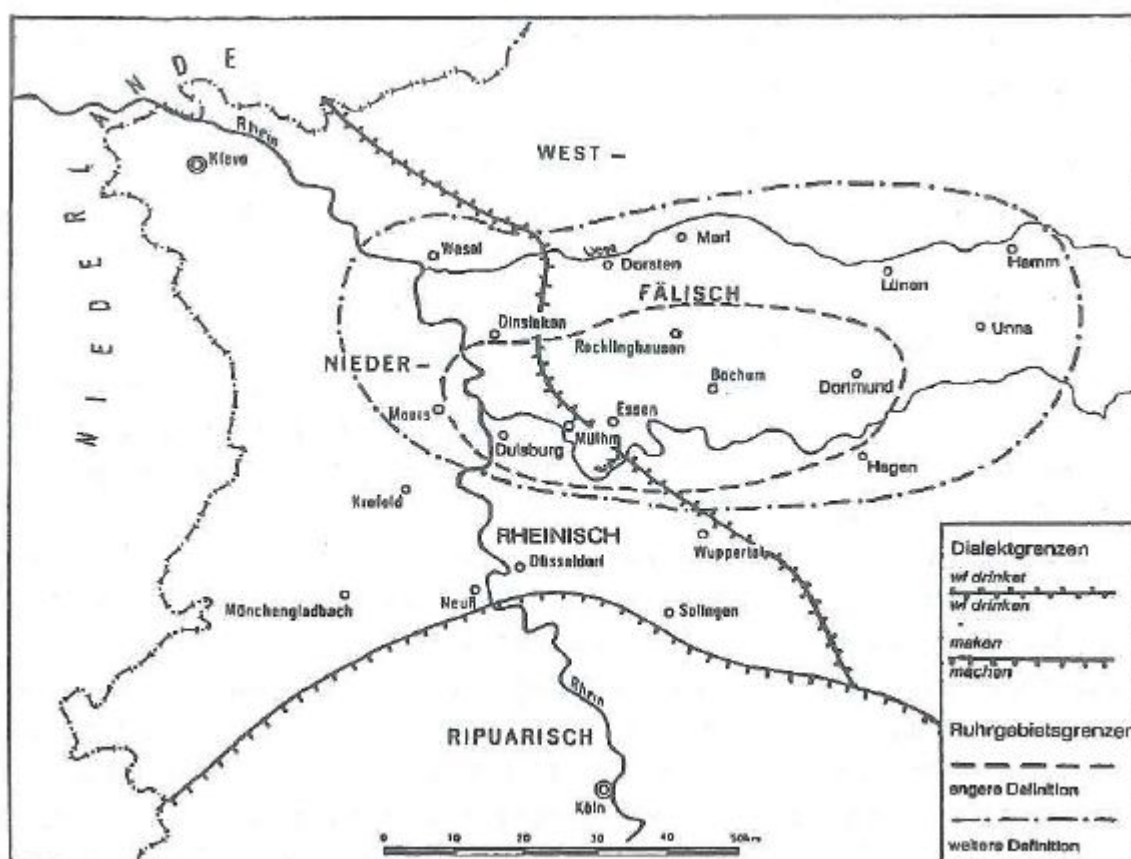 NIEDERLANDE
Rhein
Kleve
WEST –
Wesel
Lippe
Marl
Dorsten
Hamm
Lünen
FÄLISCH
Dinslaken
Recklinghausen
Unna
NIEDER –
Bochum
Dortmund
Moers
Essen
Mülhm
Duisburg
Hagen
Krefeld
RHEINISCH
Wuppertal
Düsseldorf
Neuß
Mönchengladbach
Solingen
Rhein
RIPUARISCH
Köln
0 10 20 30 32 50km
Dialektgrenzen
wi drinket
wi drinken
maken
machen
Ruhrgebietsgrenzen
engere Definition
weitere Definition